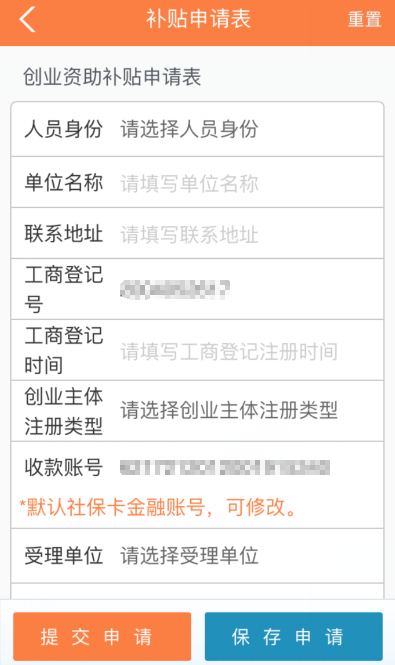 补贴申请表 重置
创业资助补贴申请表
人员身份 请选择人员身份
单位名称 请填写单位名称
联系地址 请填写联系地址
工商登记
号
工商登记
时间 请填写工商登记注册时间
创业主体
注册类型 请选择创业主体注册类型
收款账号
*默认社保卡金融账号，可修改。
受理单位 请选择受理单位
提交申请 保存申请